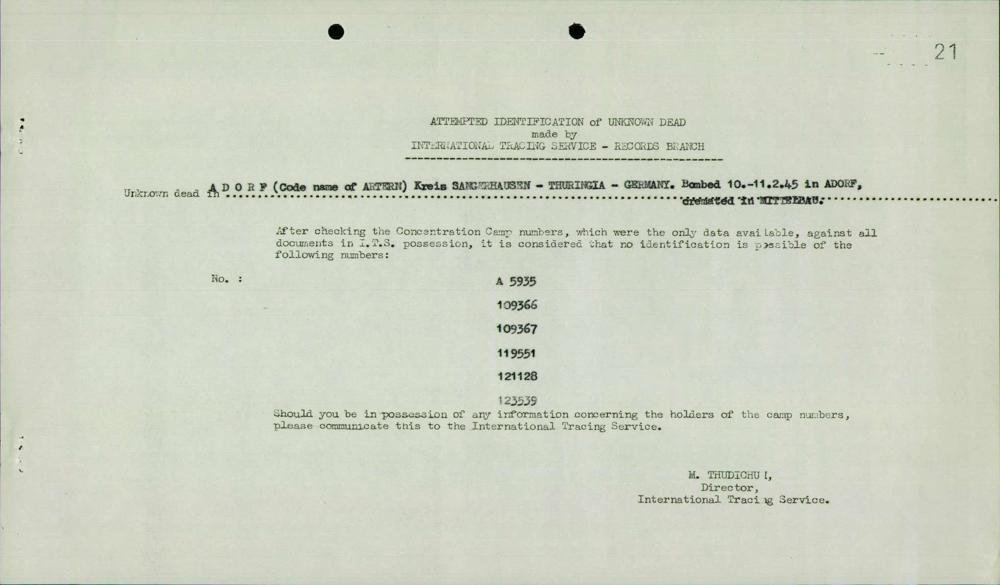 21
ATTEMPTED IDENTIFICATION of UNKNOWN DEAD
made by
INTERNATIONAL TRACING SERVICE - RECORDS BRANCH
Unknown dead in A D O R F (Code name of ARTERN) Kreis SANGERHAUSEN - THURINGIA - GERMANY. Bombed 10.-11.2.45 in ADORF,
cremated in MITTELBAU.
After checking the Concentration Camp numbers, which were the only data available, against all
documents in I.T.S. possession, it is considered that no identification is possible of the
following numbers:
No. :
A 5935
109366
109367
119551
121128
123539
Should you be in possession of any information concerning the holders of the camp numbers,
please communicate this to the International Tracing Service.
M. THUDICHUM,
Director,
International Tracing Service.